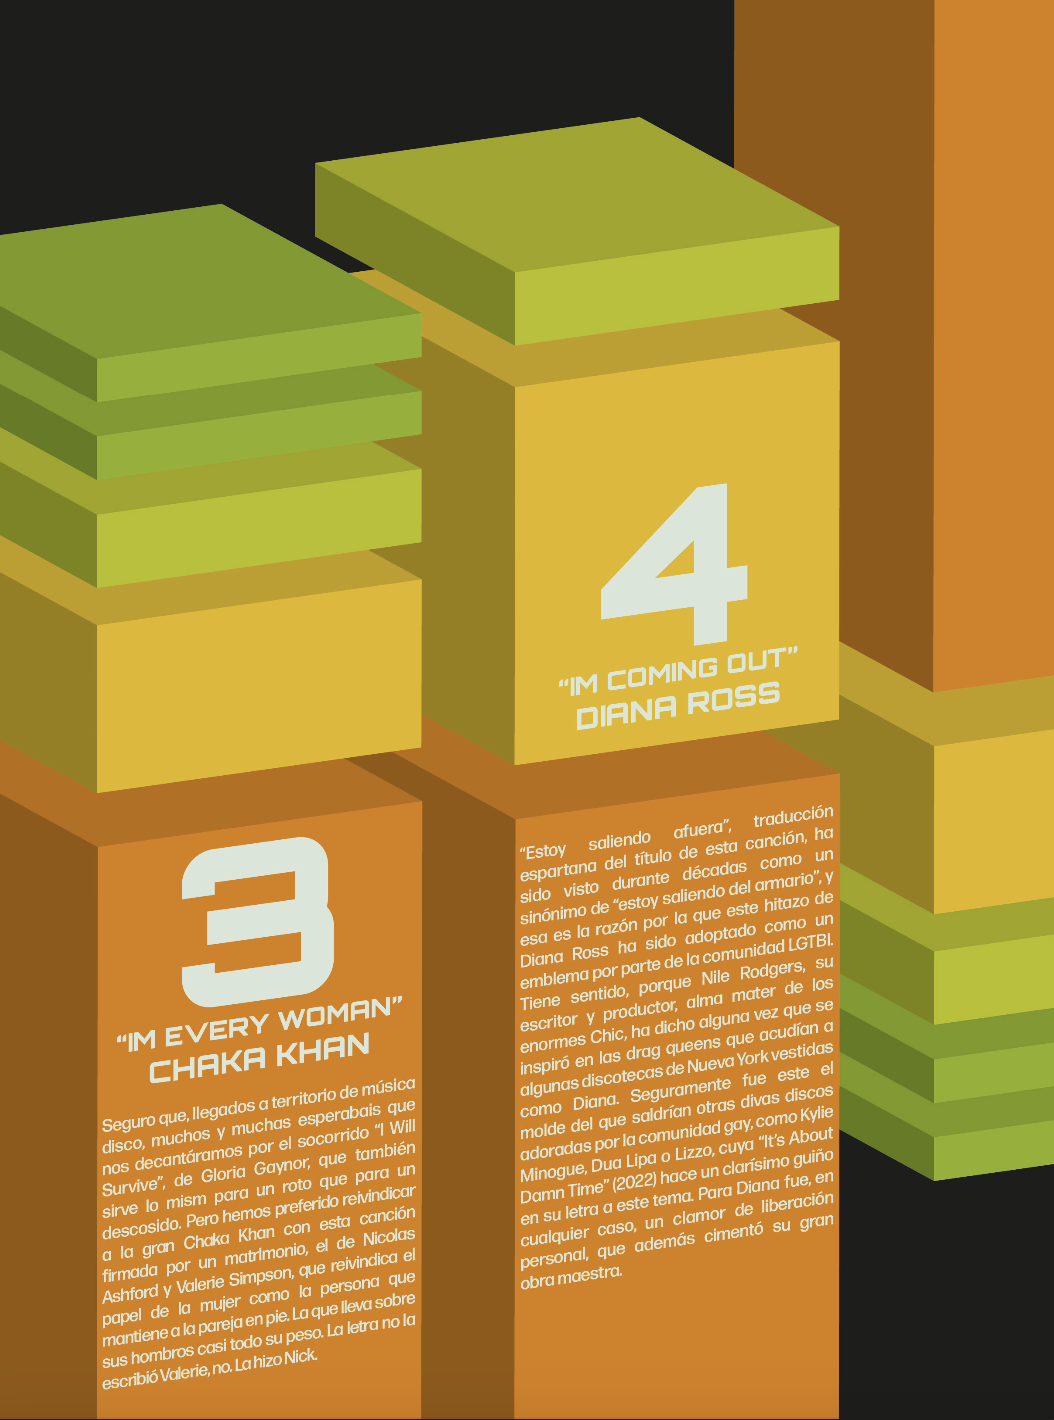 3
“IM EVERY WOMAN”
CHAKA KHAN
Seguro que, llegados a territorio de música
disco, muchos y muchas esperabais que
nos decantáramos por el socorrido “I Will
Survive”, de Gloria Gaynor, que también
sirve lo mism para un roto que para un
descosido. Pero hemos preferido reivindicar
a la gran Chaka Khan con esta canción
firmada por un matrImonio, el de Nicolas
Ashford y Valerie Simpson, que reivindica el
papel de la mujer como la persona que
mantiene a la pareja en pie. La que lleva sobre
sus hombros casi todo su peso. La letra no la
escribió Valerie, no. La hizo Nick.
4
“IM COMING OUT”
DIANA ROSS
“Estoy saliendo afuera”, traducción
espartana del título de esta canción, ha
sido visto durante décadas como un
sinónimo de “estoy saliendo del armario”, y
esa es la razón por la que este hitazo de
Diana Ross ha sido adoptado como un
emblema por parte de la comunidad LGTBI.
Tiene sentido, porque Nile Rodgers, su
escritor y productor, alma mater de los
enormes Chic, ha dicho alguna vez que se
inspiró en las drag queens que acudían a
algunas discotecas de Nueva York vestidas
como Diana. Seguramente fue este el
molde del que saldrían otras divas discos
adoradas por la comunidad gay, como Kylie
Minogue, Dua Lipa o Lizzo, cuya “It’s About
Damn Time” (2022) hace un clarísimo guiño
en su letra a este tema. Para Diana fue, en
cualquier caso, un clamor de liberación
personal, que además cimentó su gran
obra maestra.